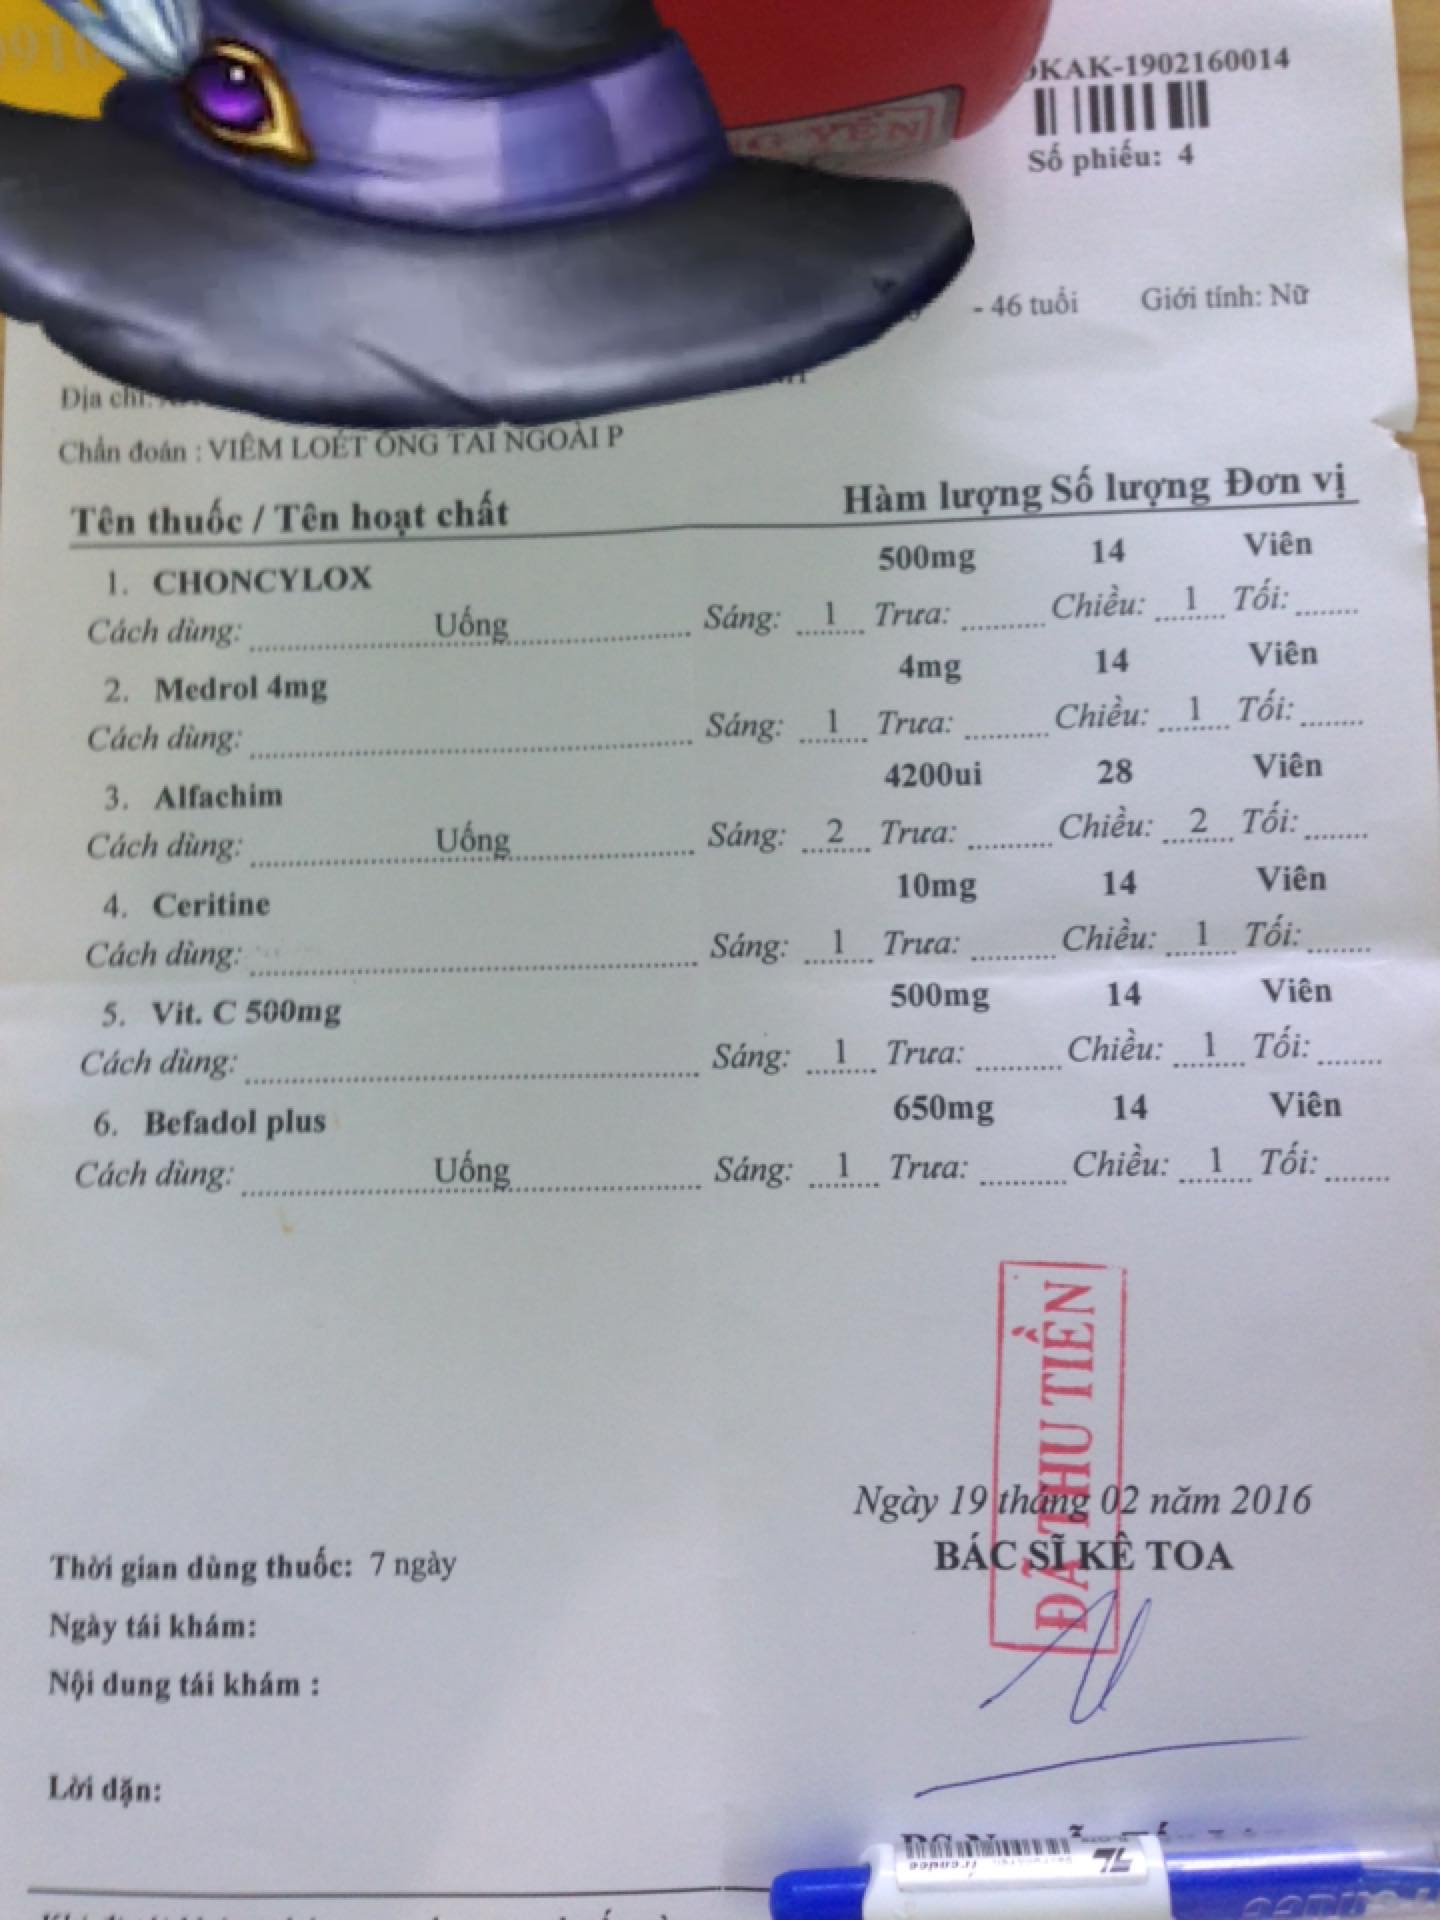 KAK-1902160014
NG YÊN
Số phiếu: 4
- 46 tuổi Giới tính: Nữ
Địa chỉ:
Chẩn đoán : VIÊM LOÉT ỐNG TAI NGOÀI P
Tên thuốc / Tên hoạt chất Hàm lượng Số lượng Đơn vị
1. CHONCYLOX 500mg 14 Viên
Cách dùng: Uống Sáng: 1 Trưa: Chiều: 1 Tối:
2. Medrol 4mg 4mg 14 Viên
Cách dùng: Sáng: 1 Trưa: Chiều: 1 Tối:
3. Alfachim 4200ui 28 Viên
Cách dùng: Uống Sáng: 2 Trưa: Chiều: 2 Tối:
4. Ceritine 10mg 14 Viên
Cách dùng: Sáng: 1 Trưa: Chiều: 1 Tối:
5. Vit. C 500mg 500mg 14 Viên
Cách dùng: Sáng: 1 Trưa: Chiều: 1 Tối:
6. Befadol plus 650mg 14 Viên
Cách dùng: Uống Sáng: 1 Trưa: Chiều: 1 Tối:
ĐÃ THU TIỀN
Ngày 19 tháng 02 năm 2016
BÁC SĨ KÊ TOA
Thời gian dùng thuốc: 7 ngày
Ngày tái khám:
Nội dung tái khám :
Lời dặn:
TL